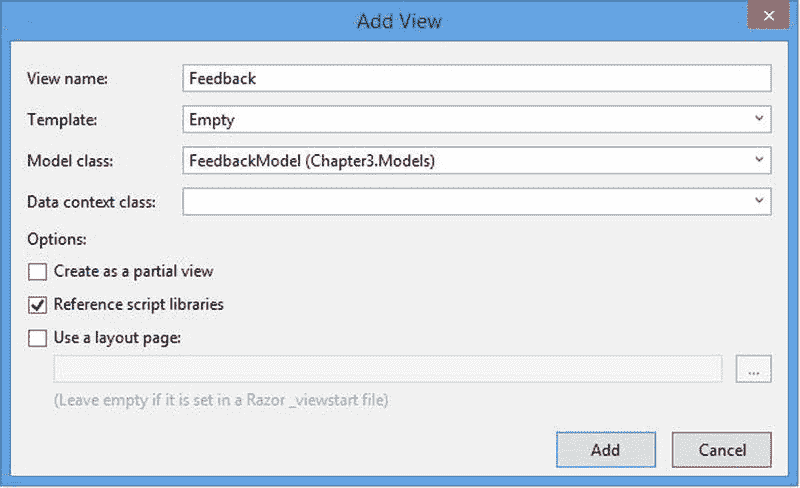 Add View
View name: Feedback
Template: Empty
Model class: FeedbackModel (Chapter3.Models)
Data context class:
Options:
Create as a partial view
Reference script libraries
Use a layout page:
...
(Leave empty if it is set in a Razor _viewstart file)
Add Cancel